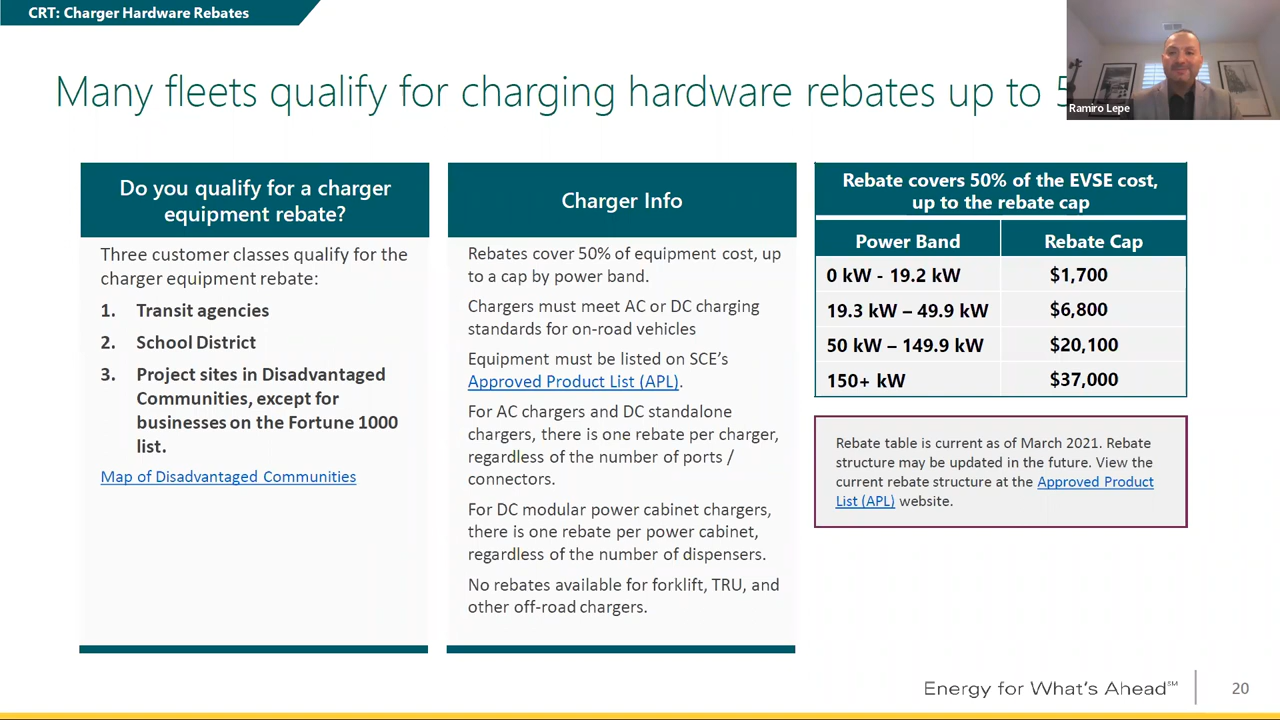 CRT: Charger Hardware Rebates
Many fleets qualify for charging hardware rebates up to
Ramiro Lepe
Do you qualify for a charger
equipment rebate?
Three customer classes qualify for the
charger equipment rebate:
1. Transit agencies
2. School District
3. Project sites in Disadvantaged
Communities, except for
businesses on the Fortune 1000
list.
Map of Disadvantaged Communities
Charger Info
Rebates cover 50% of equipment cost, up
to a cap by power band.
Chargers must meet AC or DC charging
standards for on-road vehicles
Equipment must be listed on SCE's
Approved Product List (APL).
For AC chargers and DC standalone
chargers, there is one rebate per charger,
regardless of the number of ports /
connectors.
For DC modular power cabinet chargers,
there is one rebate per power cabinet,
regardless of the number of dispensers.
No rebates available for forklift, TRU, and
other off-road chargers.
Rebate covers 50% of the EVSE cost,
up to the rebate cap
Power Band Rebate Cap
0 kW - 19.2 kW $1,700
19.3 kW – 49.9 kW $6,800
50 kW – 149.9 kW $20,100
150+ kW $37,000
Rebate table is current as of March 2021. Rebate
structure may be updated in the future. View the
current rebate structure at the Approved Product
List (APL) website.
Energy for What's Ahead℠
20